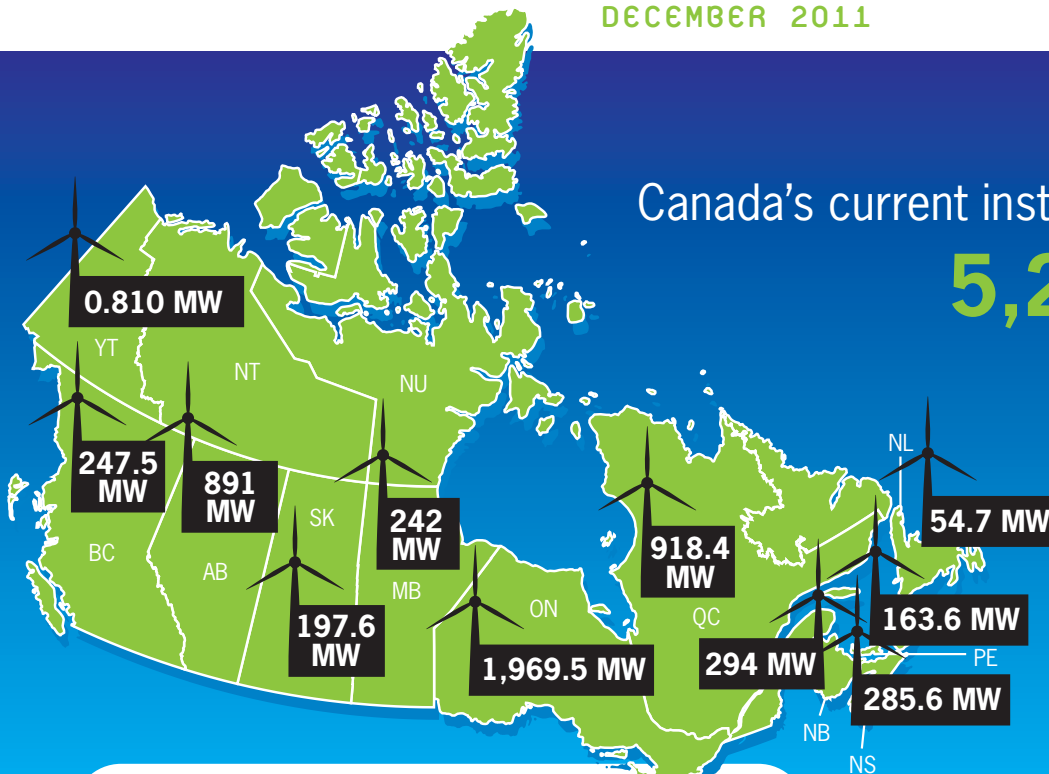 DECEMBER 2011
Canada's current inst
5,2
0.810 MW
YT
NT
NU
247.5
MW
891
MW
242
MW
918.4
MW
NL
54.7 MW
BC
AB
SK
MB
197.6
MW
ON
1,969.5 MW
QC
163.6 MW
PE
294 MW
285.6 MW
NB
NS